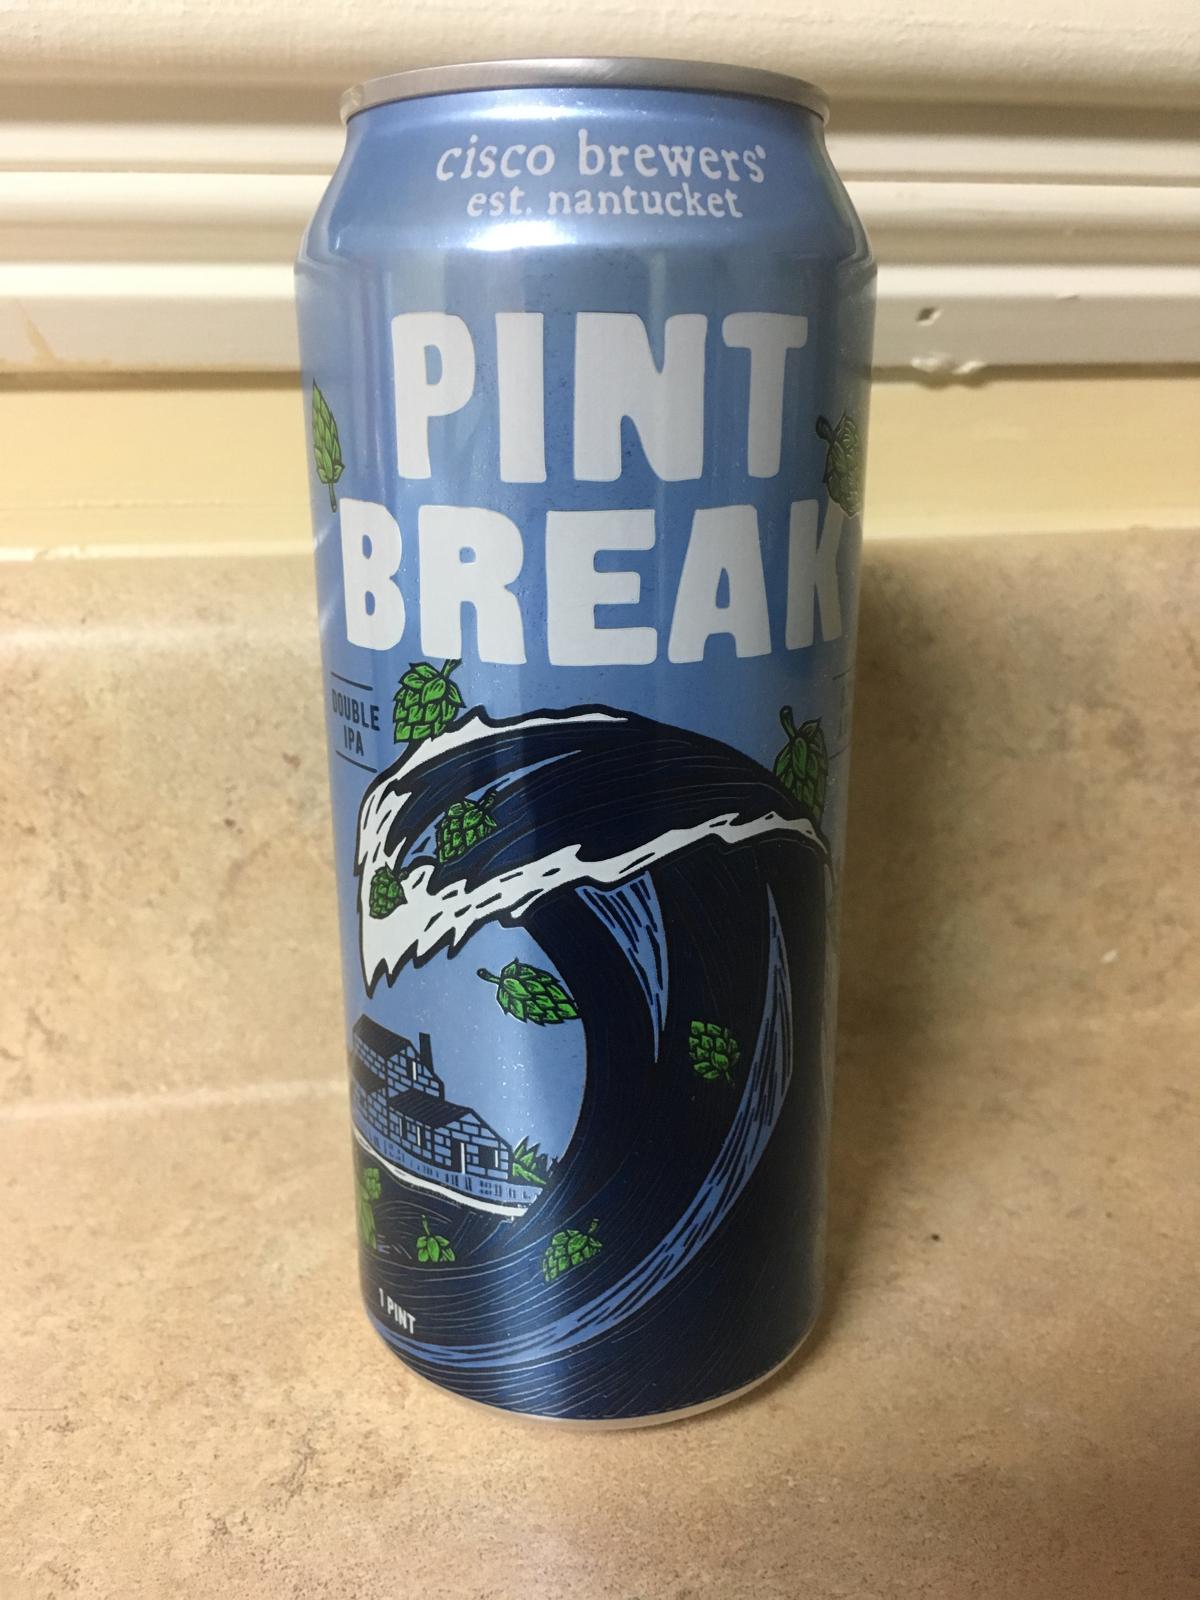 cisco brewers'
est. nantucket
PINT
BREAK
DOUBLE
IPA
1 PINT